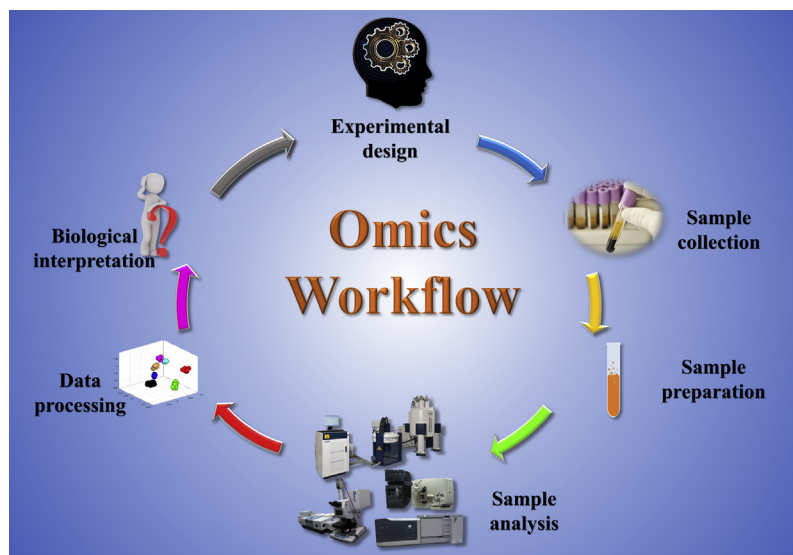 Experimental
design
Omics
Workflow
Sample
collection
Sample
preparation
Sample
analysis
Data
processing
Biological
interpretation